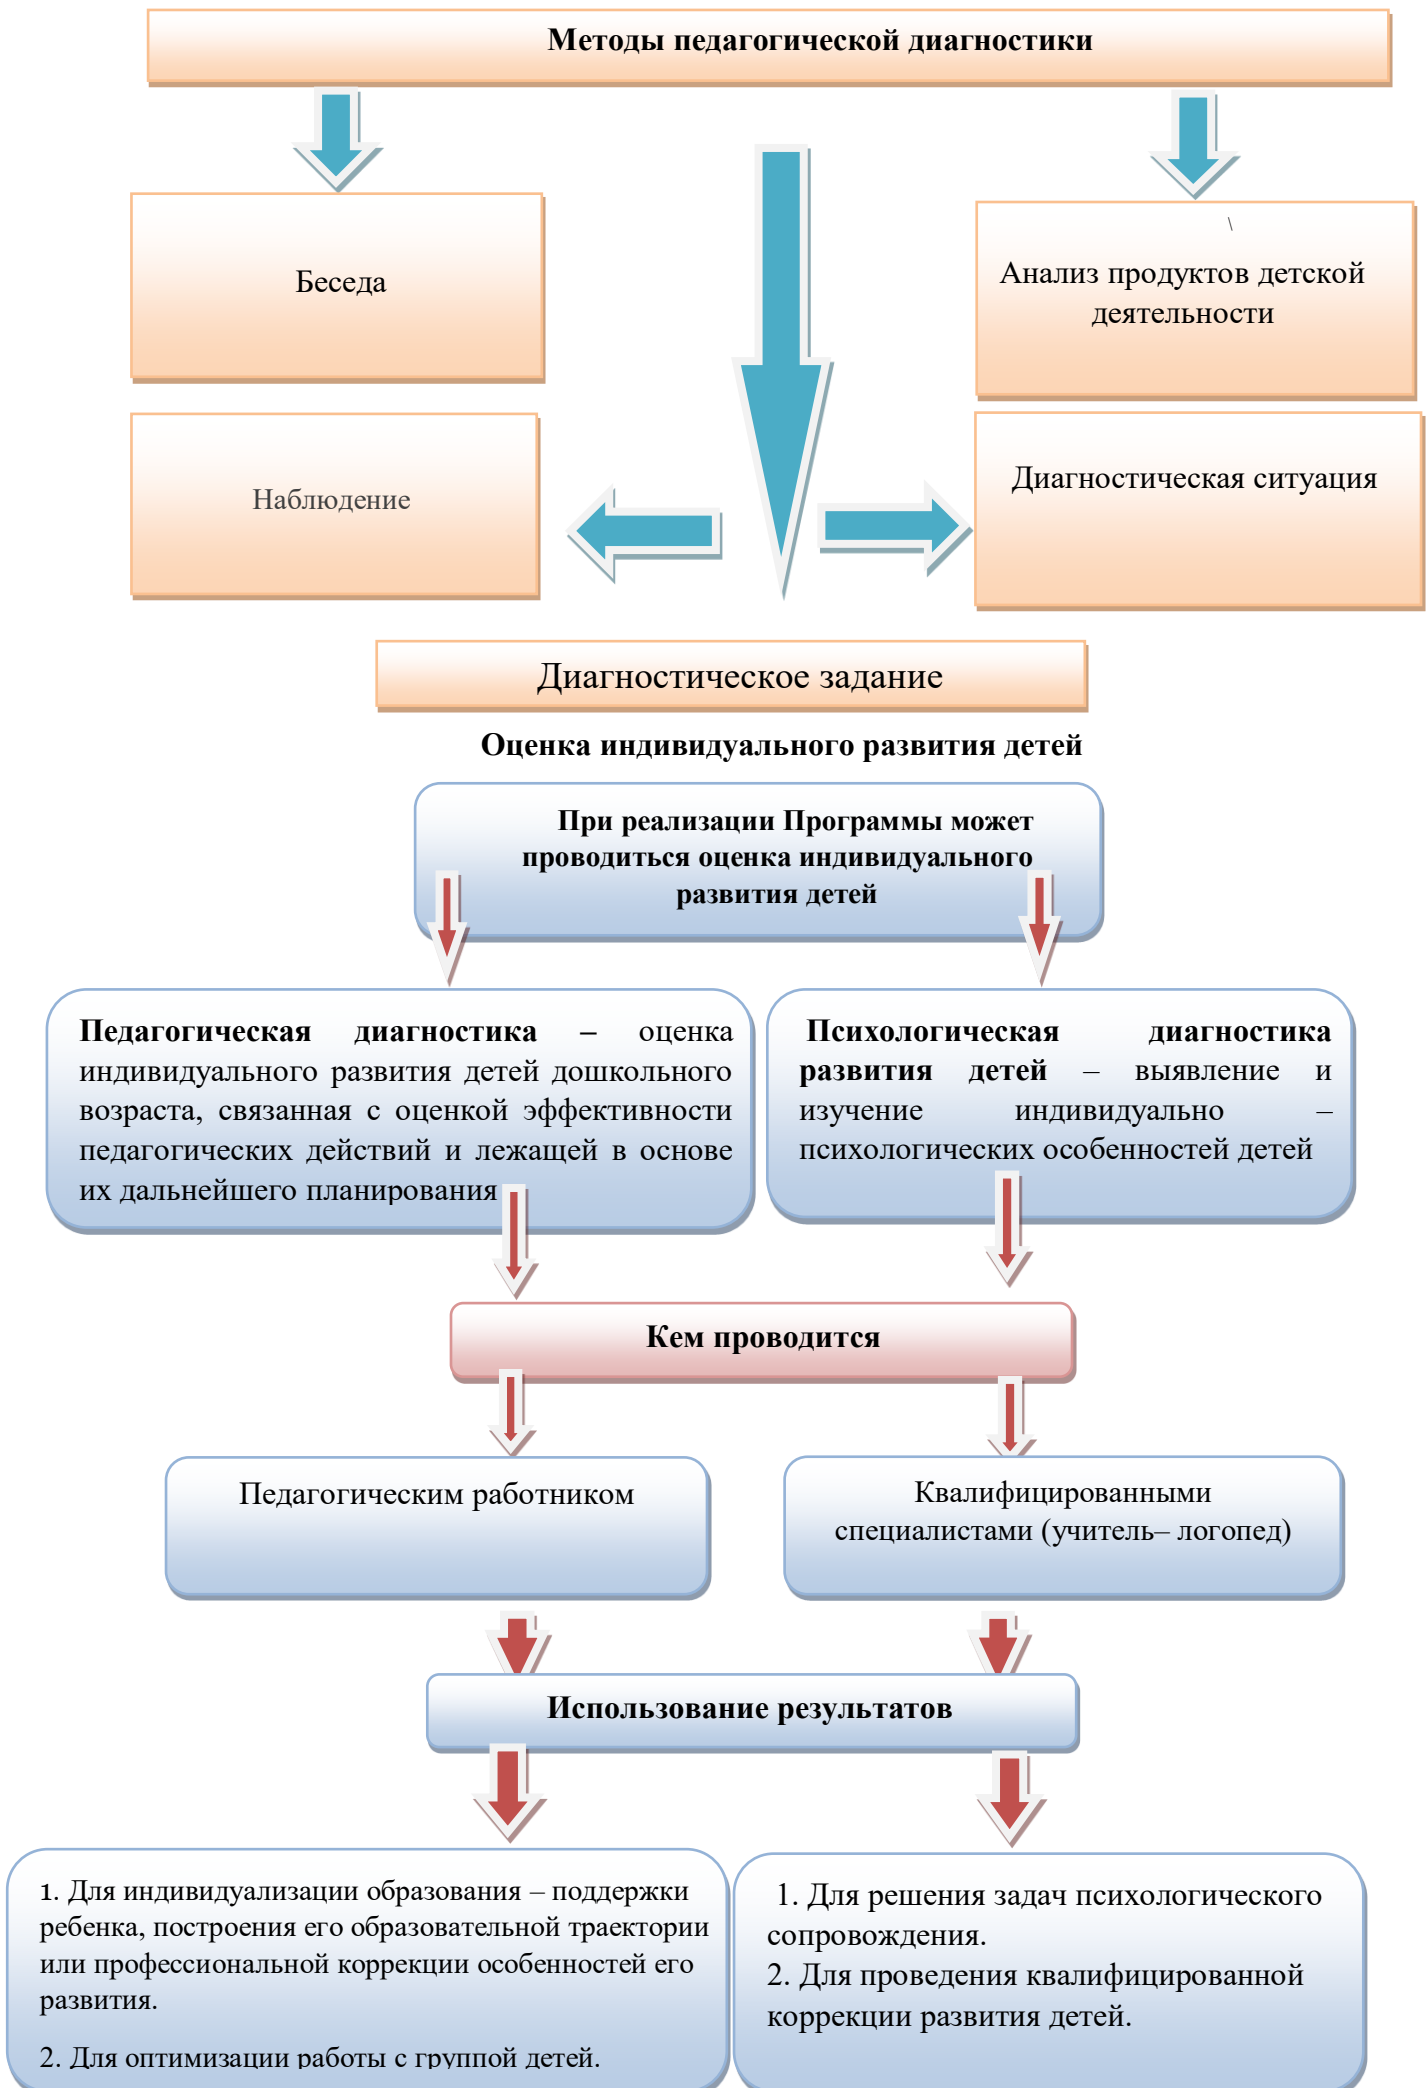 Методы педагогической диагностики
Беседа
\
Анализ продуктов детской
деятельности
Наблюдение
Диагностическая ситуация
Диагностическое задание
Оценка индивидуального развития детей
При реализации Программы может
проводиться оценка индивидуального
развития детей
Педагогическая диагностика – оценка
индивидуального развития детей дошкольного
возраста, связанная с оценкой эффективности
педагогических действий и лежащей в основе
их дальнейшего планирования
Психологическая диагностика
развития детей – выявление и
изучение индивидуально –
психологических особенностей детей
Кем проводится
Педагогическим работником
Квалифицированными
специалистами (учитель– логопед)
Использование результатов
1. Для индивидуализации образования – поддержки
ребенка, построения его образовательной траектории
или профессиональной коррекции особенностей его
развития.
2. Для оптимизации работы с группой детей.
1. Для решения задач психологического
сопровождения.
2. Для проведения квалифицированной
коррекции развития детей.